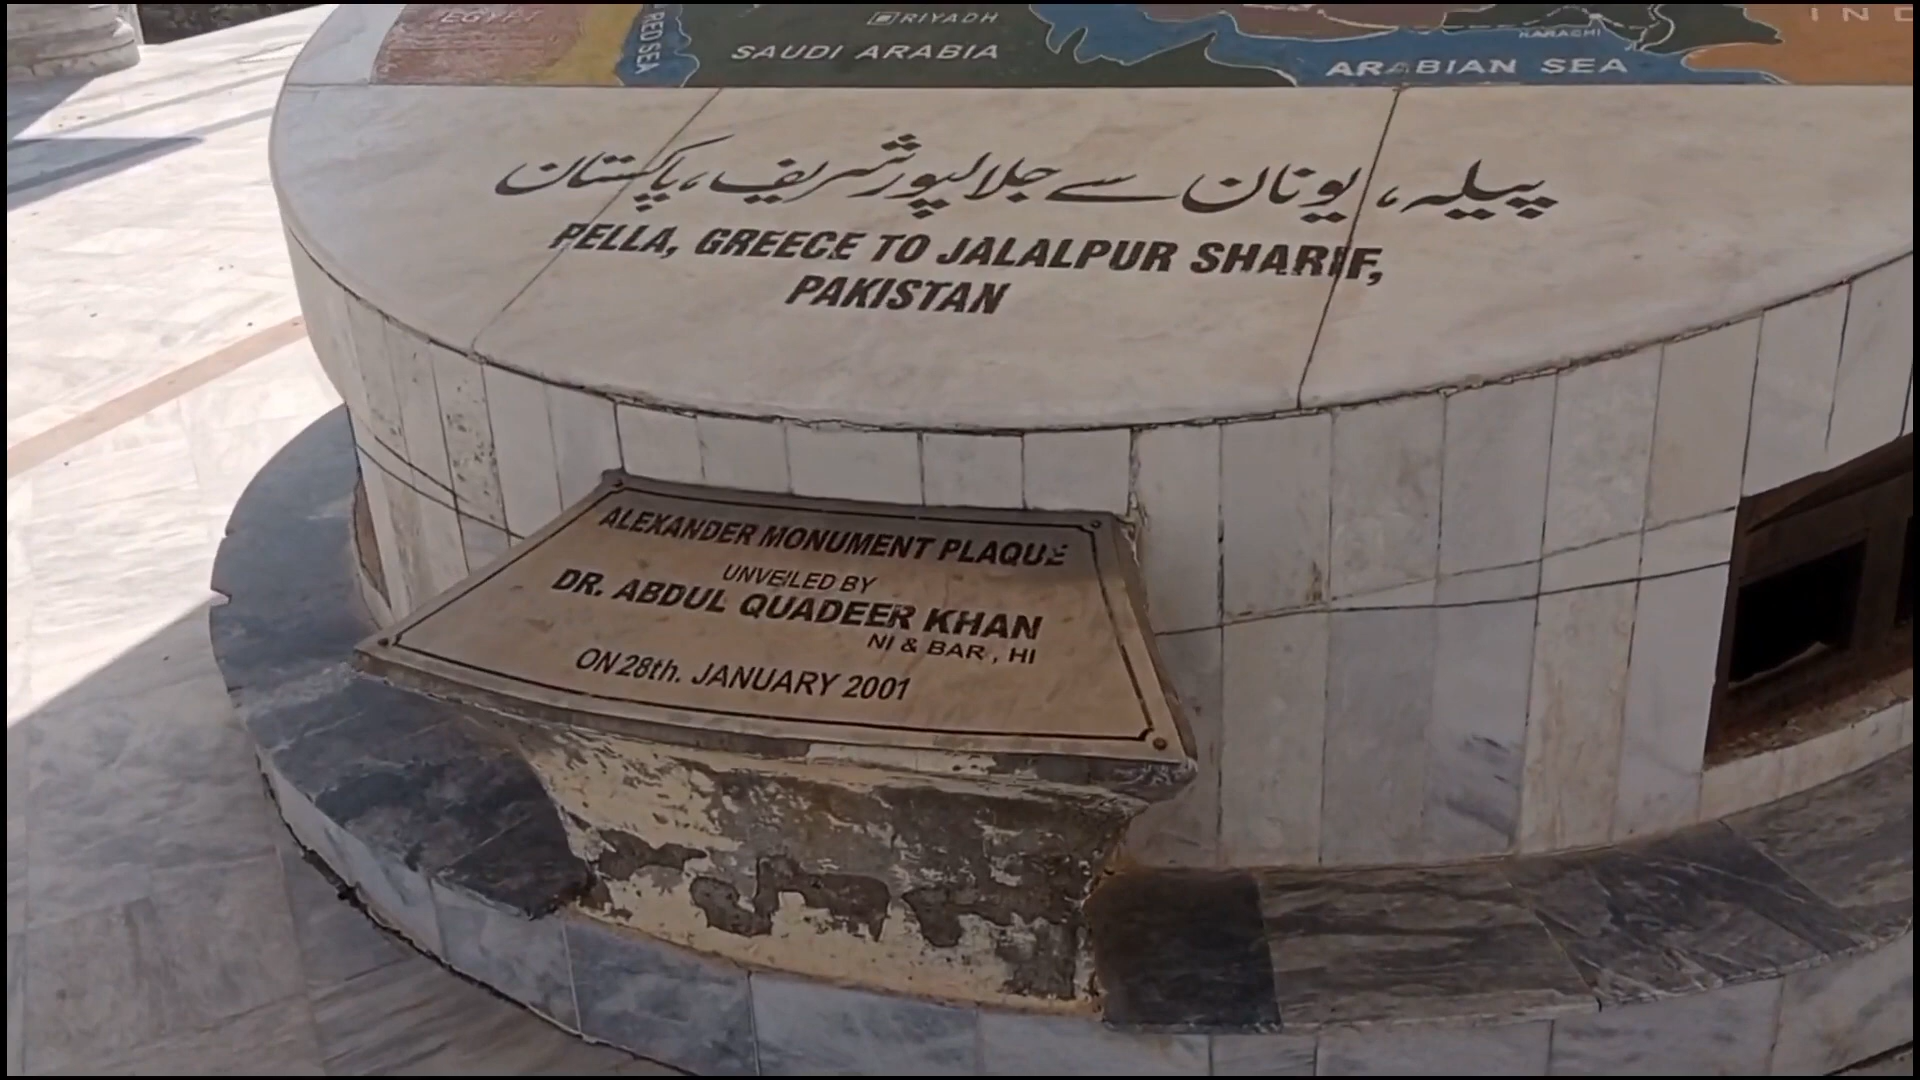 EGYPT
RED SEA
RIYADH
SAUDI ARABIA
KARACHI
ARABIAN SEA
IND
پیلہ، یونان سے جلالپور شریف، پاکستان
PELLA, GREECE TO JALALPUR SHARIF,
PAKISTAN
ALEXANDER MONUMENT PLAQUE
UNVEILED BY
DR. ABDUL QUADEER KHAN
NI & BAR, HI
ON 28th. JANUARY 2001